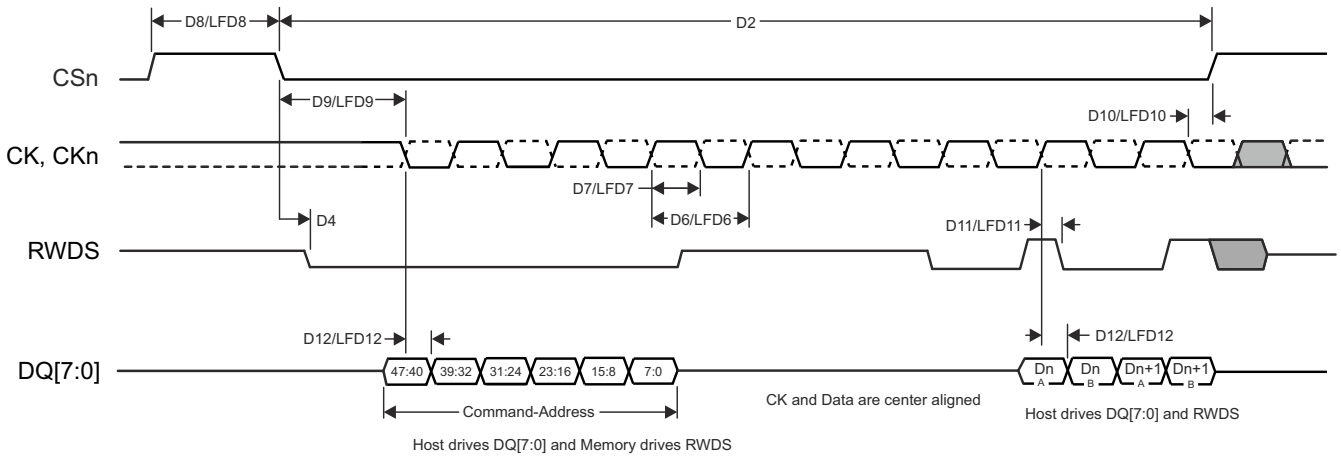 D8/LFD8
D2
CSn
D9/LFD9
D10/LFD10
CK, CKn
D7/LFD7
D6/LFD6
D4
D11/LFD11
RWDS
D12/LFD12
D12/LFD12
DQ[7:0]
47:40 39:32 31:24 23:16 15:8 7:0
Dn A Dn B Dn+1 A Dn+1 B
Command-Address
CK and Data are center aligned
Host drives DQ[7:0] and RWDS
Host drives DQ[7:0] and Memory drives RWDS